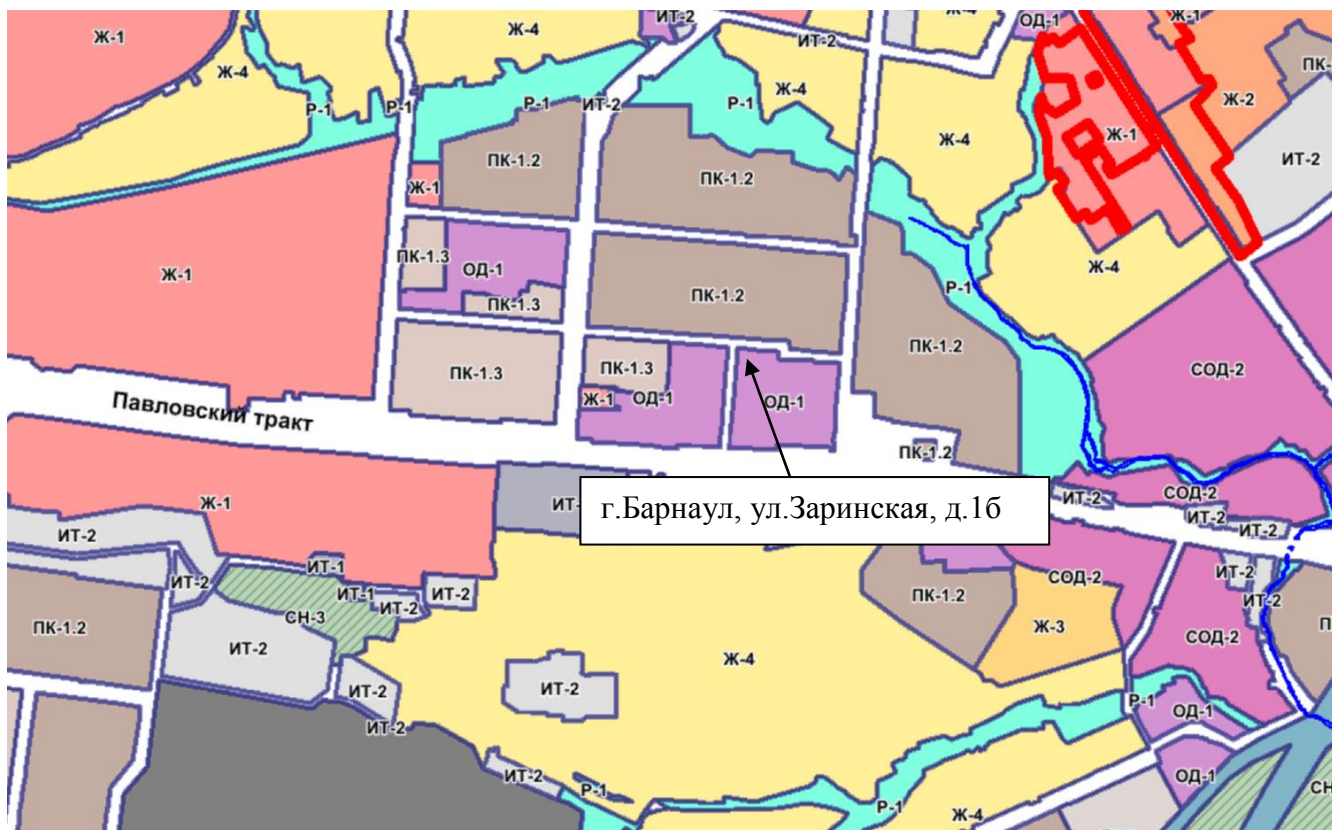 ИТ-2
ОД-1
Ж-1
Ж-1
Ж-4
ИТ-2
ПК-
Ж-4
Ж-4
Ж-2
Р-1
Р-1
Р-1
ИТ-2
Р-1
Ж-4
Ж-1
ИТ-2
ПК-1.2
ПК-1.2
Ж-1
ПК-1.3
ОД-1
Ж-4
Ж-1
Р-1
ПК-1.2
ПК-1.3
ПК-1.2
ПК-1.3
ПК-1.3
СОД-2
Ж-1
ОД-1
ОД-1
Павловский тракт
ПК-1.2
Ж-1
ИТ-
ИТ-2
СОД-2
г.Барнаул, ул.Заринская, д.1б
ИТ-2
ИТ-2
ИТ-2
ИТ-1
ИТ-2
ИТ-1
ИТ-2
ИТ-2
СОД-2
ИТ-2
ИТ-2
СН-3
ПК-1.2
ПК-1.2
Ж-3
СОД-2
П
ИТ-2
Ж-4
ИТ-2
ИТ-2
ИТ-2
Р-1
ОД-1
ИТ-2
Р-1
ОД-1
СН
Р-1
Ж-4